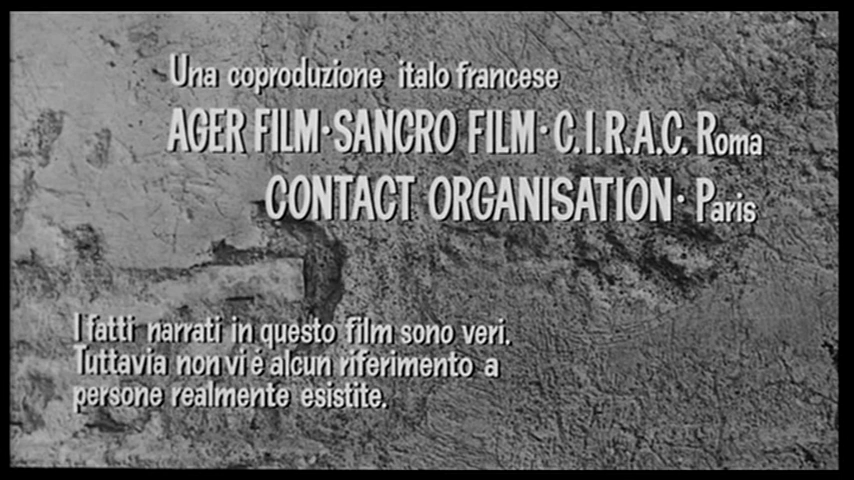 Una coproduzione italo francese
AGER FILM · SANCRO FILM · C.I.R.A.C. Roma
CONTACT ORGANISATION · Paris
I fatti narrati in questo film sono veri.
Tuttavia non vi è alcun riferimento a
persone realmente esistite.